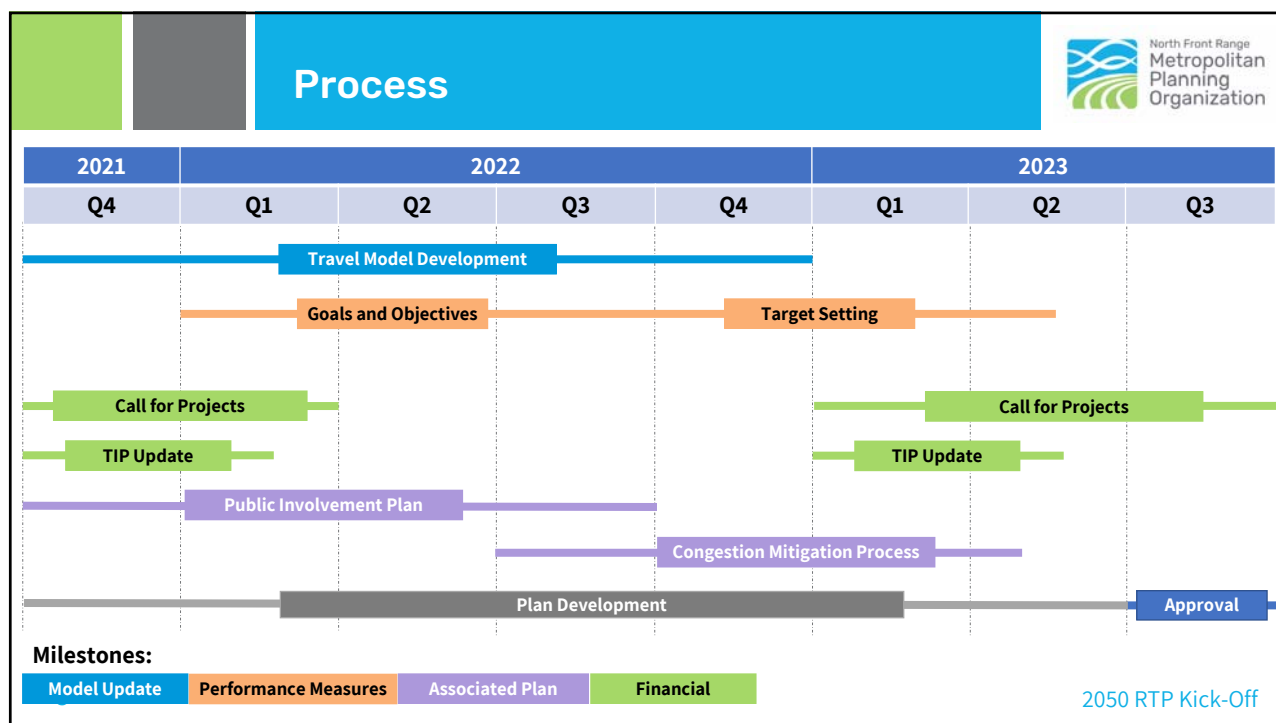 Process
North Front Range
Metropolitan
Planning
Organization
2021 2022 2023
Q4 Q1 Q2 Q3 Q4 Q1 Q2 Q3
Travel Model Development
Goals and Objectives Target Setting
Call for Projects Call for Projects
TIP Update TIP Update
Public Involvement Plan
Congestion Mitigation Process
Plan Development Approval
Milestones:
Model Update Performance Measures Associated Plan Financial
2050 RTP Kick-Off